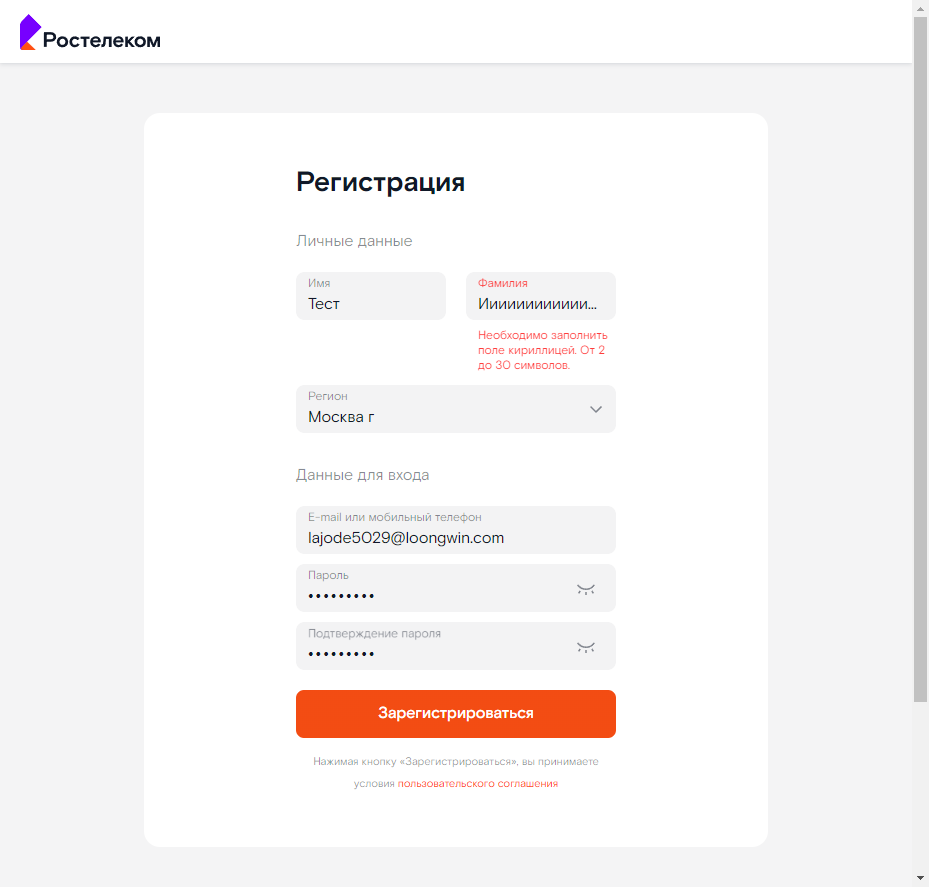 Ростелеком
Регистрация
Личные данные
Имя
Тест
Фамилия
Иииииииииииии...
Необходимо заполнить
поле кириллицей. От 2
до 30 символов.
Регион
Москва г
Данные для входа
E-mail или мобильный телефон
lajode5029@loongwin.com
Пароль
•••••••••
Подтверждение пароля
•••••••••
Зарегистрироваться
Нажимая кнопку «Зарегистрироваться», вы принимаете
условия пользовательского соглашения